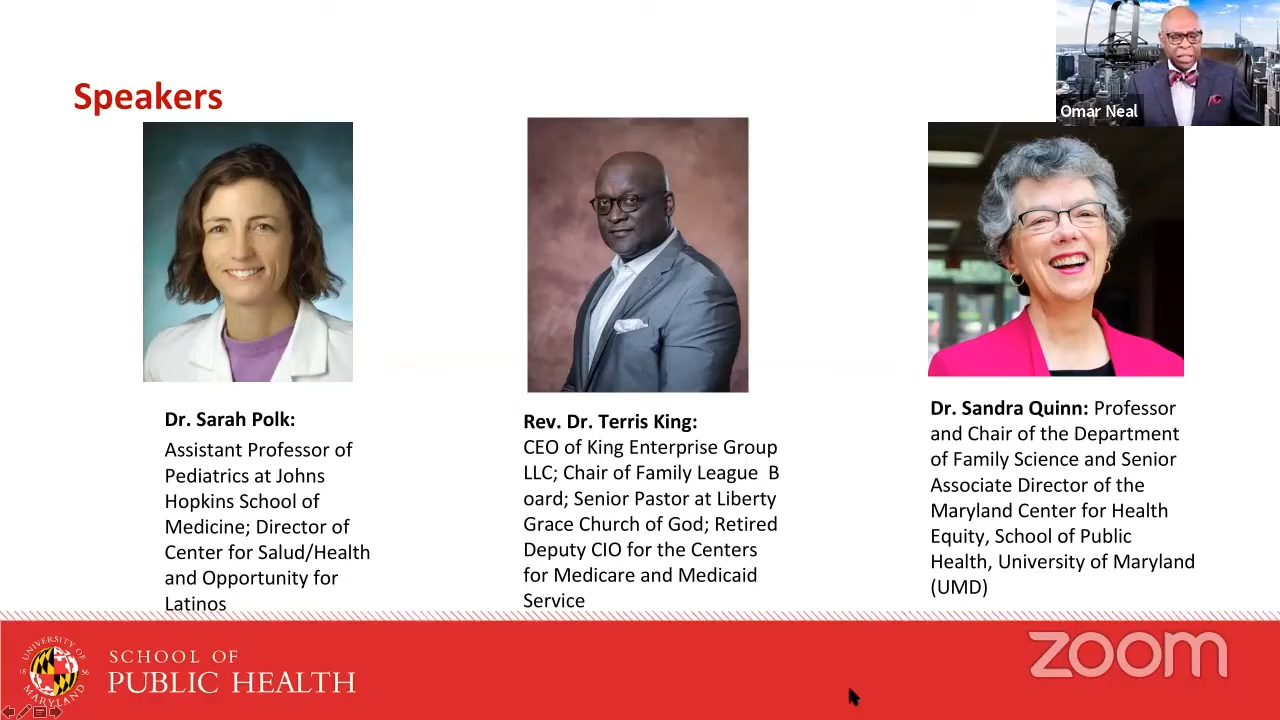 Speakers
Omar Neal
Dr. Sarah Polk:
Assistant Professor of
Pediatrics at Johns
Hopkins School of
Medicine; Director of
Center for Salud/Health
and Opportunity for
Latinos
Rev. Dr. Terris King:
CEO of King Enterprise Group
LLC; Chair of Family League  B
oard; Senior Pastor at Liberty
Grace Church of God; Retired
Deputy CIO for the Centers
for Medicare and Medicaid
Service
Dr. Sandra Quinn: Professor
and Chair of the Department
of Family Science and Senior
Associate Director of the
Maryland Center for Health
Equity, School of Public
Health, University of Maryland
(UMD)
UNIVERSITY OF
18 56
MARYLAND
SCHOOL OF
PUBLIC HEALTH
zoom